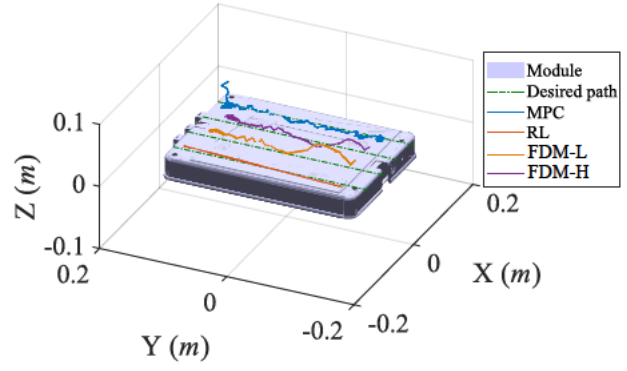 0.1
0
-0.1
Z (m)
0.2
0
-0.2
Y (m)
-0.2
0
0.2
X (m)
Module
Desired path
MPC
RL
FDM-L
FDM-H